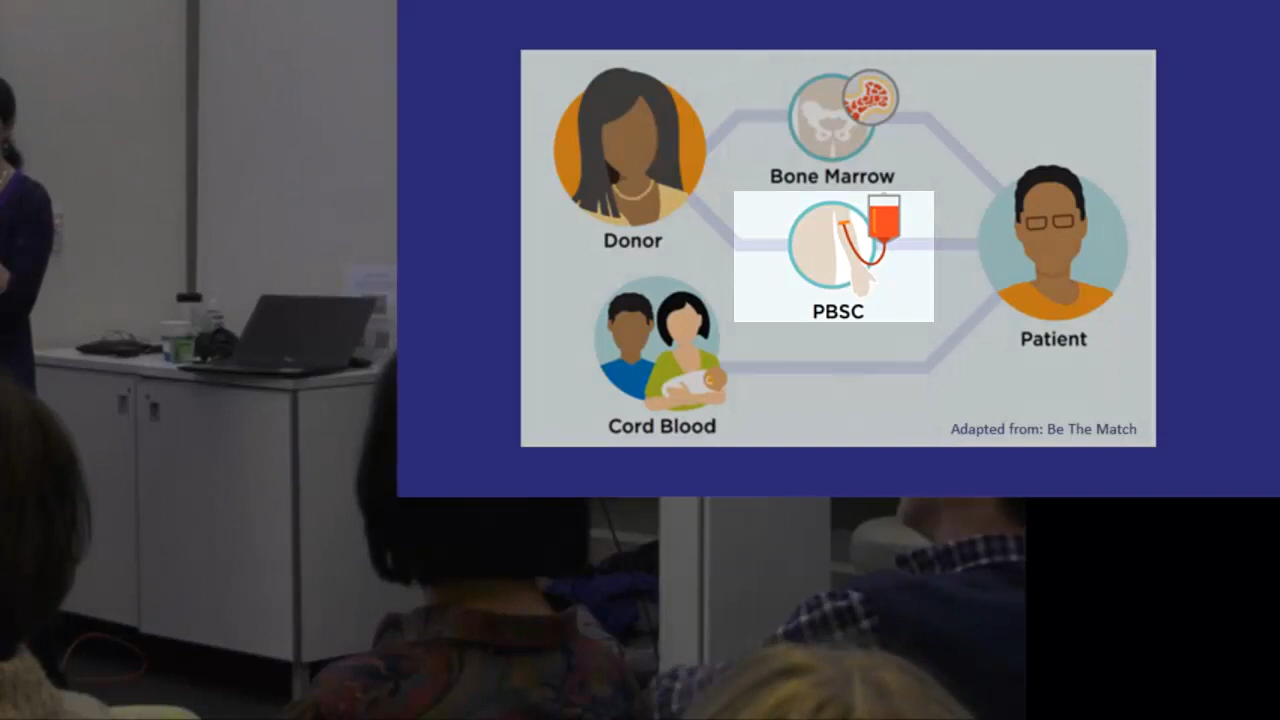 Bone Marrow
Donor
PBSC
Patient
Cord Blood
Adapted from: Be The Match